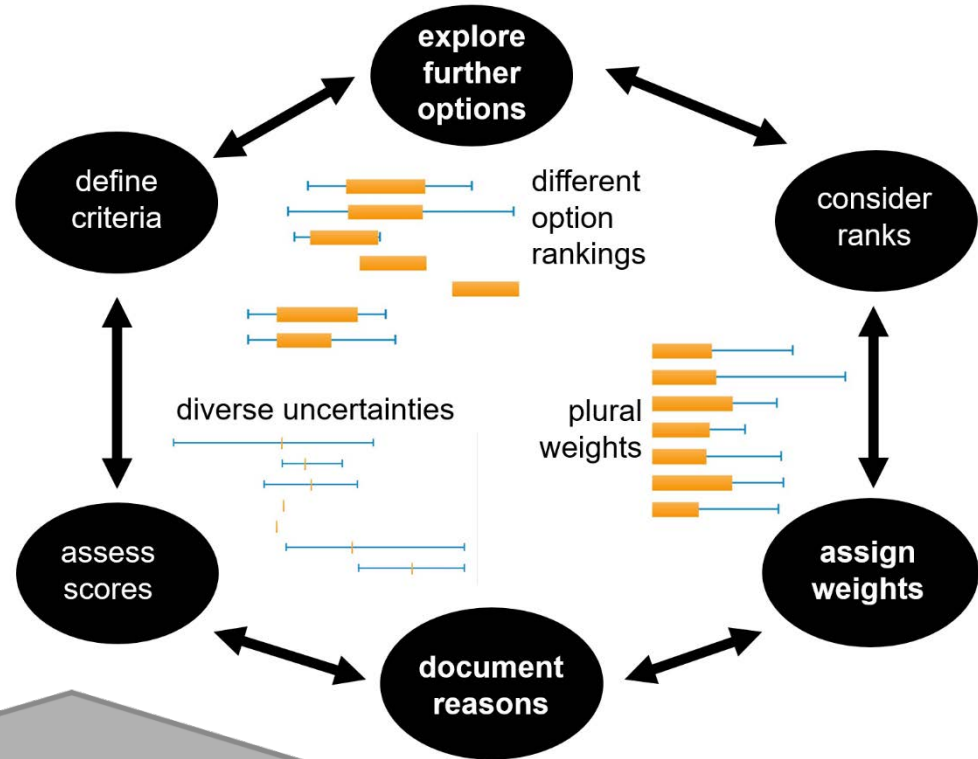 explore
further
options
define
criteria
different
option
rankings
consider
ranks
diverse uncertainties
plural
weights
assess
scores
assign
weights
document
reasons